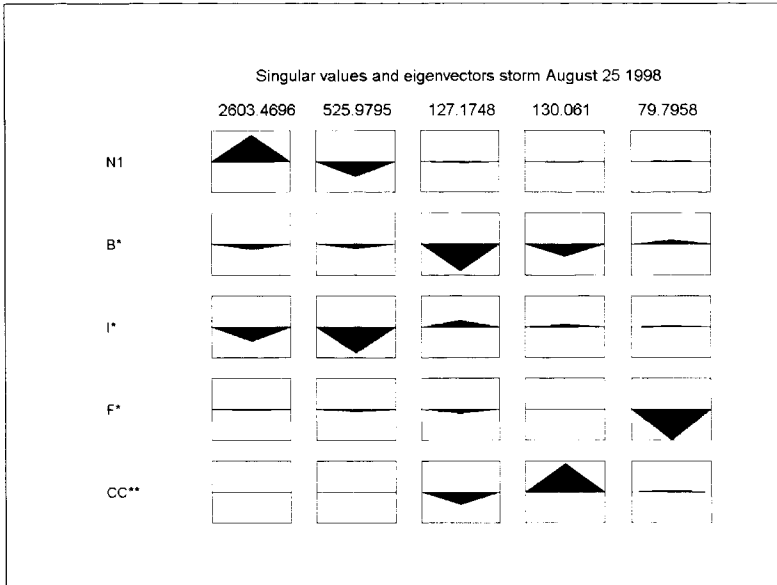 Singular values and eigenvectors storm August 25 1998
2603.4696 525.9795 127.1748 130.061 79.7958
N1
B*
I*
F*
CC**